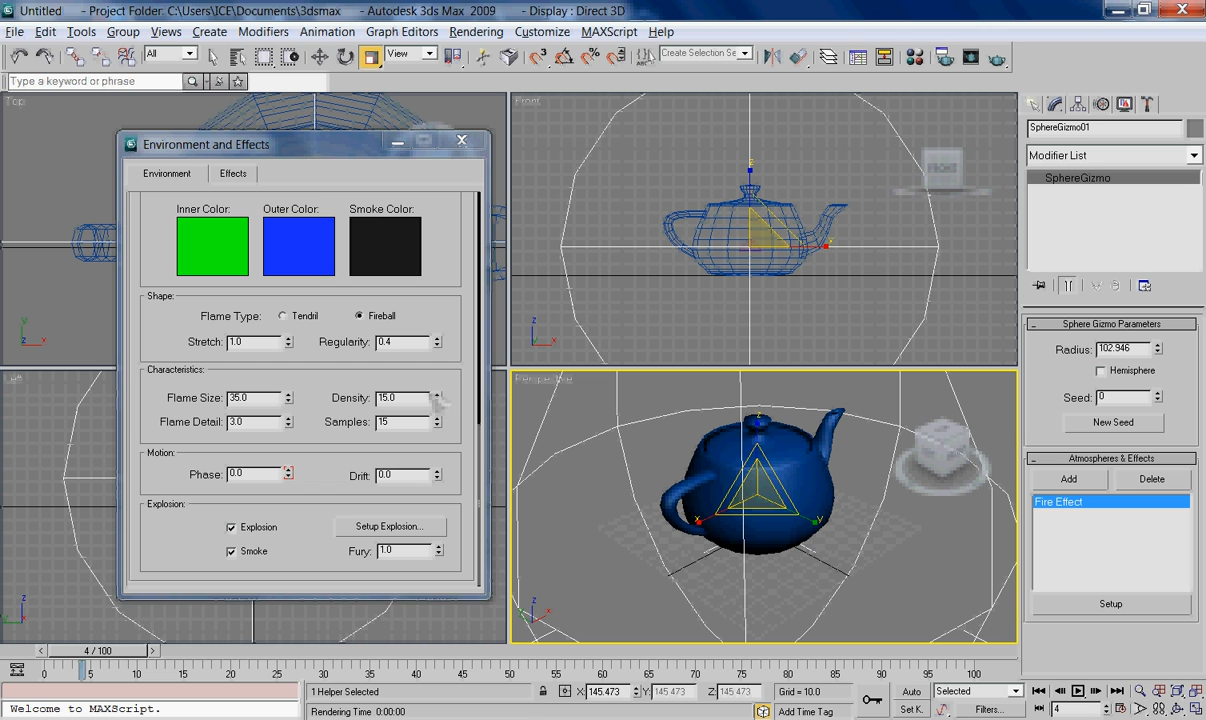 Untitled - Project Folder: C:\Users\ICE\Documents\3dsmax - Autodesk 3ds Max 2009 - Display : Direct 3D
File Edit Tools Group Views Create Modifiers Animation Graph Editors Rendering Customize MAXScript Help
All View Create Selection Se
Type a keyword or phrase
Top
Front
FRONT
Perspective
Environment and Effects
Environment Effects
Inner Color: Outer Color: Smoke Color:
Shape:
Flame Type: Tendril Fireball
Stretch: 1.0 Regularity: 0.4
Characteristics:
Flame Size: 35.0 Density: 15.0
Flame Detail: 3.0 Samples: 15
Motion:
Phase: 0.0 Drift: 0.0
Explosion:
Explosion Setup Explosion...
Smoke Fury: 1.0
SphereGizmo01
Modifier List
SphereGizmo
Sphere Gizmo Parameters
Radius: 102.946
Hemisphere
Seed: 0
New Seed
Atmospheres & Effects
Add Delete
Fire Effect
Setup
< 4 / 100 >
0 5 10 15 20 25 30 35 40 45 50 55 60 65 70 75 80 85 90 95 100
1 Helper Selected X: 145.473 Y: 145.473 Z: 145.473 Grid = 10.0 Auto Selected
Welcome to MAXScript. Rendering Time 0:00:00 Add Time Tag Set K. Filters... 4